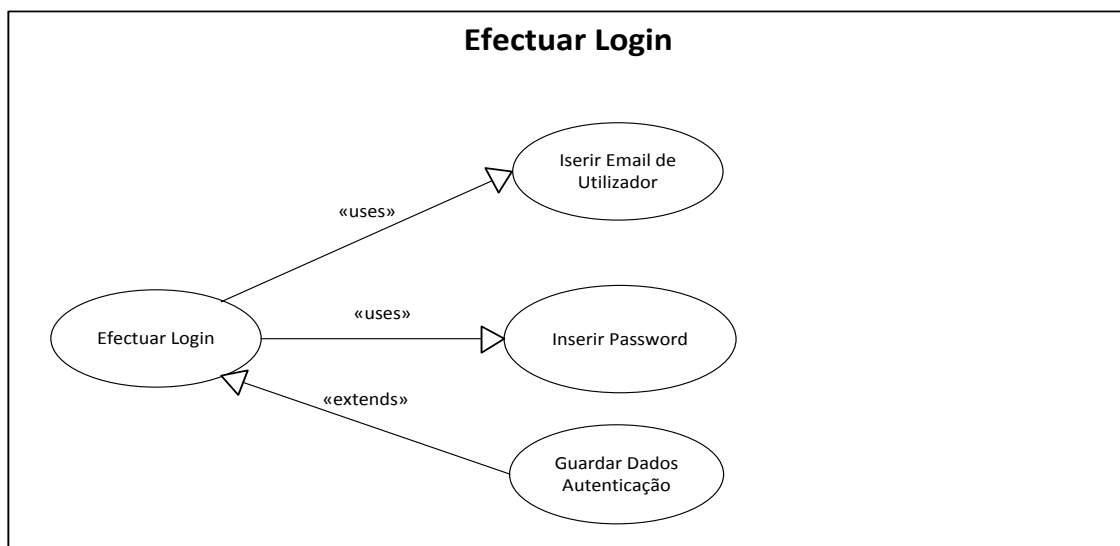 Efectuar Login
Iserir Email de
Utilizador
«uses»
«uses»
Efectuar Login
Inserir Password
«extends»
Guardar Dados
Autenticação